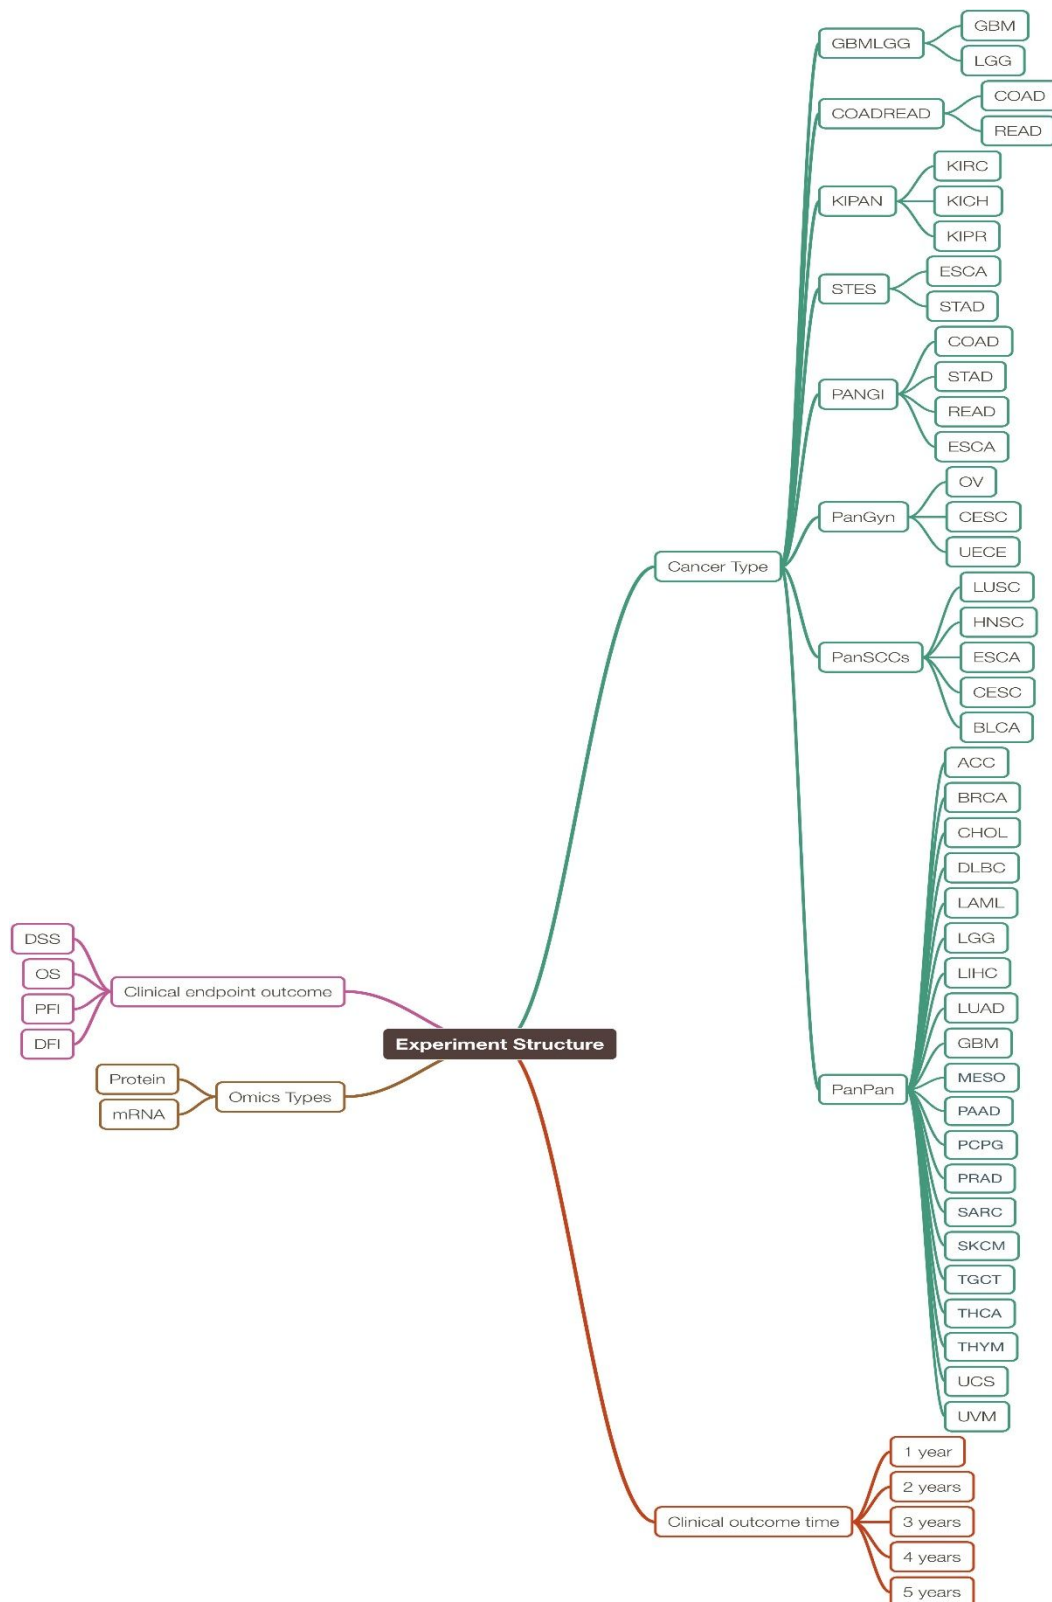 GBMLGG
GBM
LGG
COADREAD
COAD
READ
KIPAN
KIRC
KICH
KIPR
STES
ESCA
STAD
PANGI
COAD
STAD
READ
ESCA
PanGyn
OV
CESC
UECE
Cancer Type
PanSCCs
LUSC
HNSC
ESCA
CESC
BLCA
PanPan
ACC
BRCA
CHOL
DLBC
LAML
LGG
LIHC
LUAD
GBM
MESO
PAAD
PCPG
PRAD
SARC
SKCM
TGCT
THCA
THYM
UCS
UVM
DSS
OS
PFI
DFI
Clinical endpoint outcome
Experiment Structure
Protein
mRNA
Omics Types
Clinical outcome time
1 year
2 years
3 years
4 years
5 years